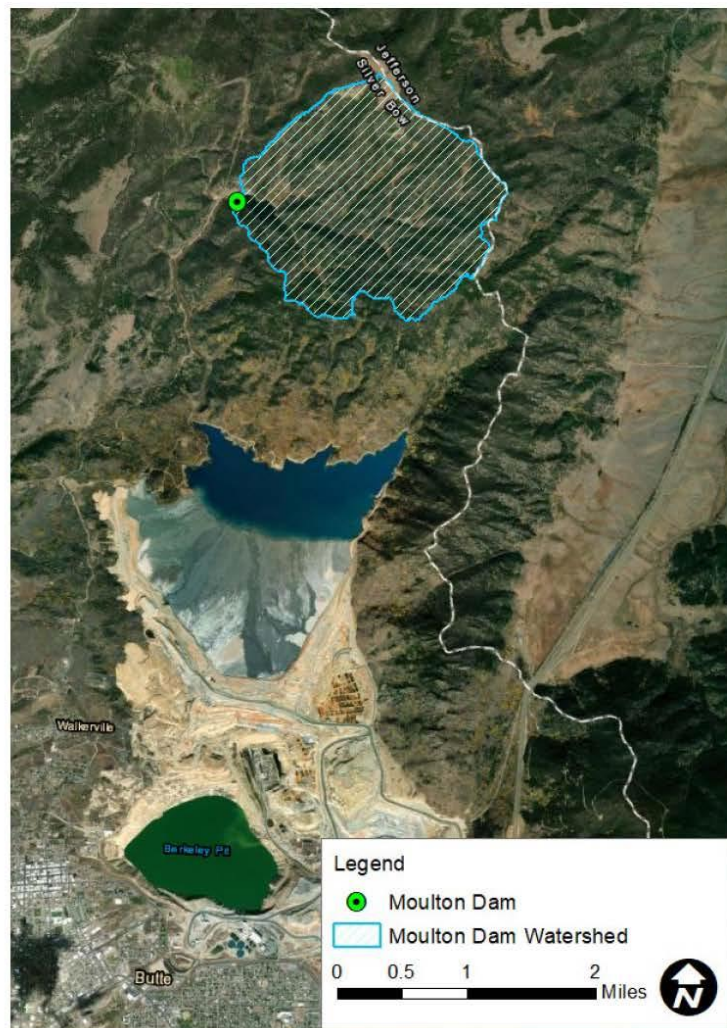 Jefferson
Silver Bow
Walkerville
Berkeley Pit
Butte
Legend
Moulton Dam
Moulton Dam Watershed
0 0.5 1 2
Miles